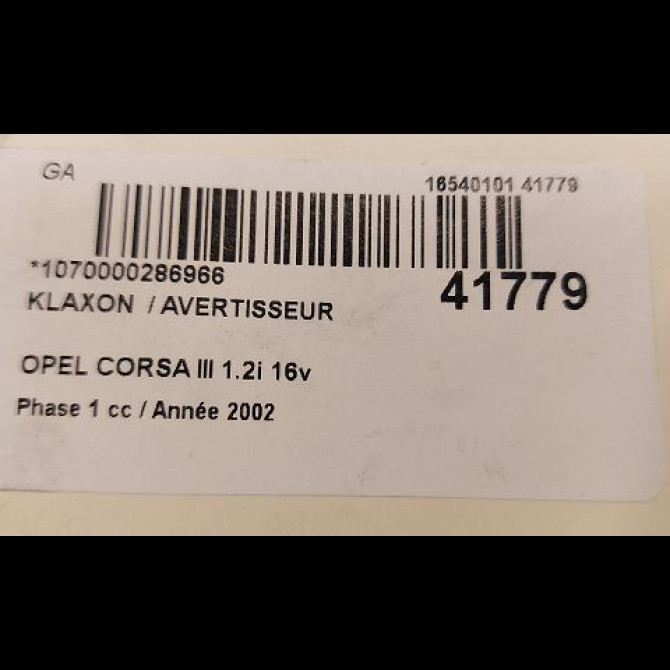 GA
16540101 41779
*1070000286966
41779
KLAXON / AVERTISSEUR
OPEL CORSA III 1.2i 16v
Phase 1 cc / Année 2002